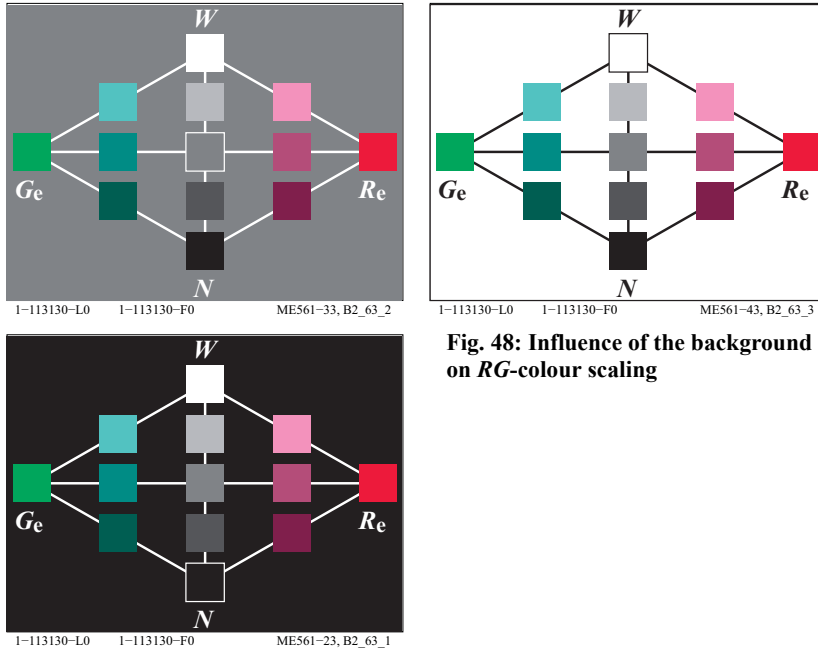 W
Ge
Re
N
1−113130−L0 1−113130−F0 ME561−33, B2_63_2
W
Ge
Re
N
1−113130−L0 1−113130−F0 ME561−43, B2_63_3
Fig. 48: Influence of the background
on RG-colour scaling
W
Ge
Re
N
1−113130−L0 1−113130−F0 ME561−23, B2_63_1